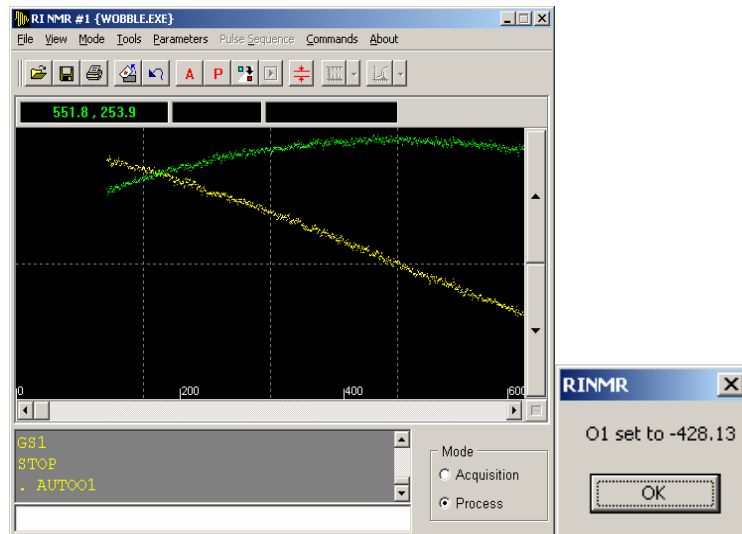 RI NMR #1 {WOBBLE.EXE}
File View Mode Tools Parameters Pulse Sequence Commands About
A P
551.8 , 253.9
0 200 400 600
GS1
STOP
. AUTOO1
Mode
Acquisition
Process
RINMR
O1 set to -428.13
OK